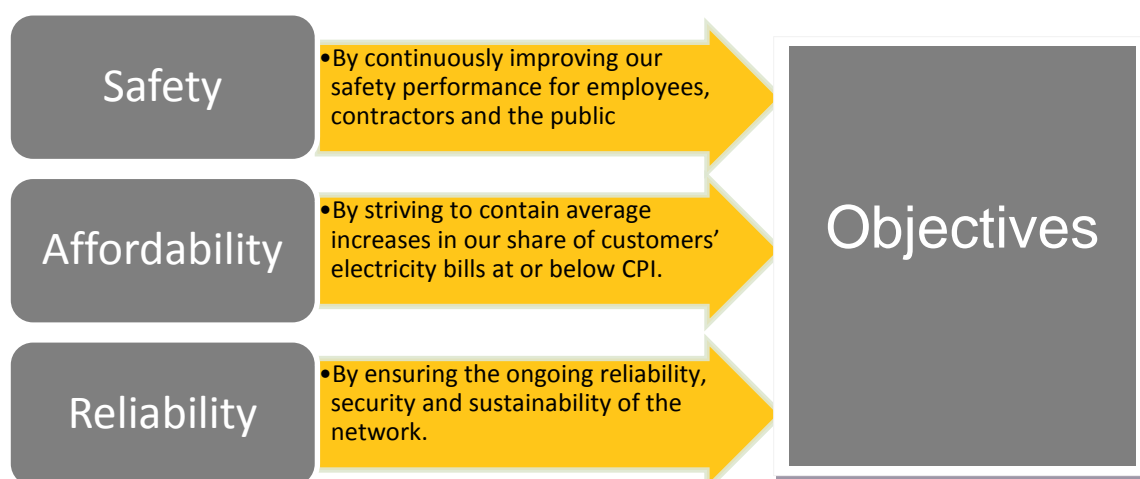 Safety
•By continuously improving our
safety performance for employees,
contractors and the public
Affordability
•By striving to contain average
increases in our share of customers’
electricity bills at or below CPI.
Reliability
•By ensuring the ongoing reliability,
security and sustainability of the
network.
Objectives